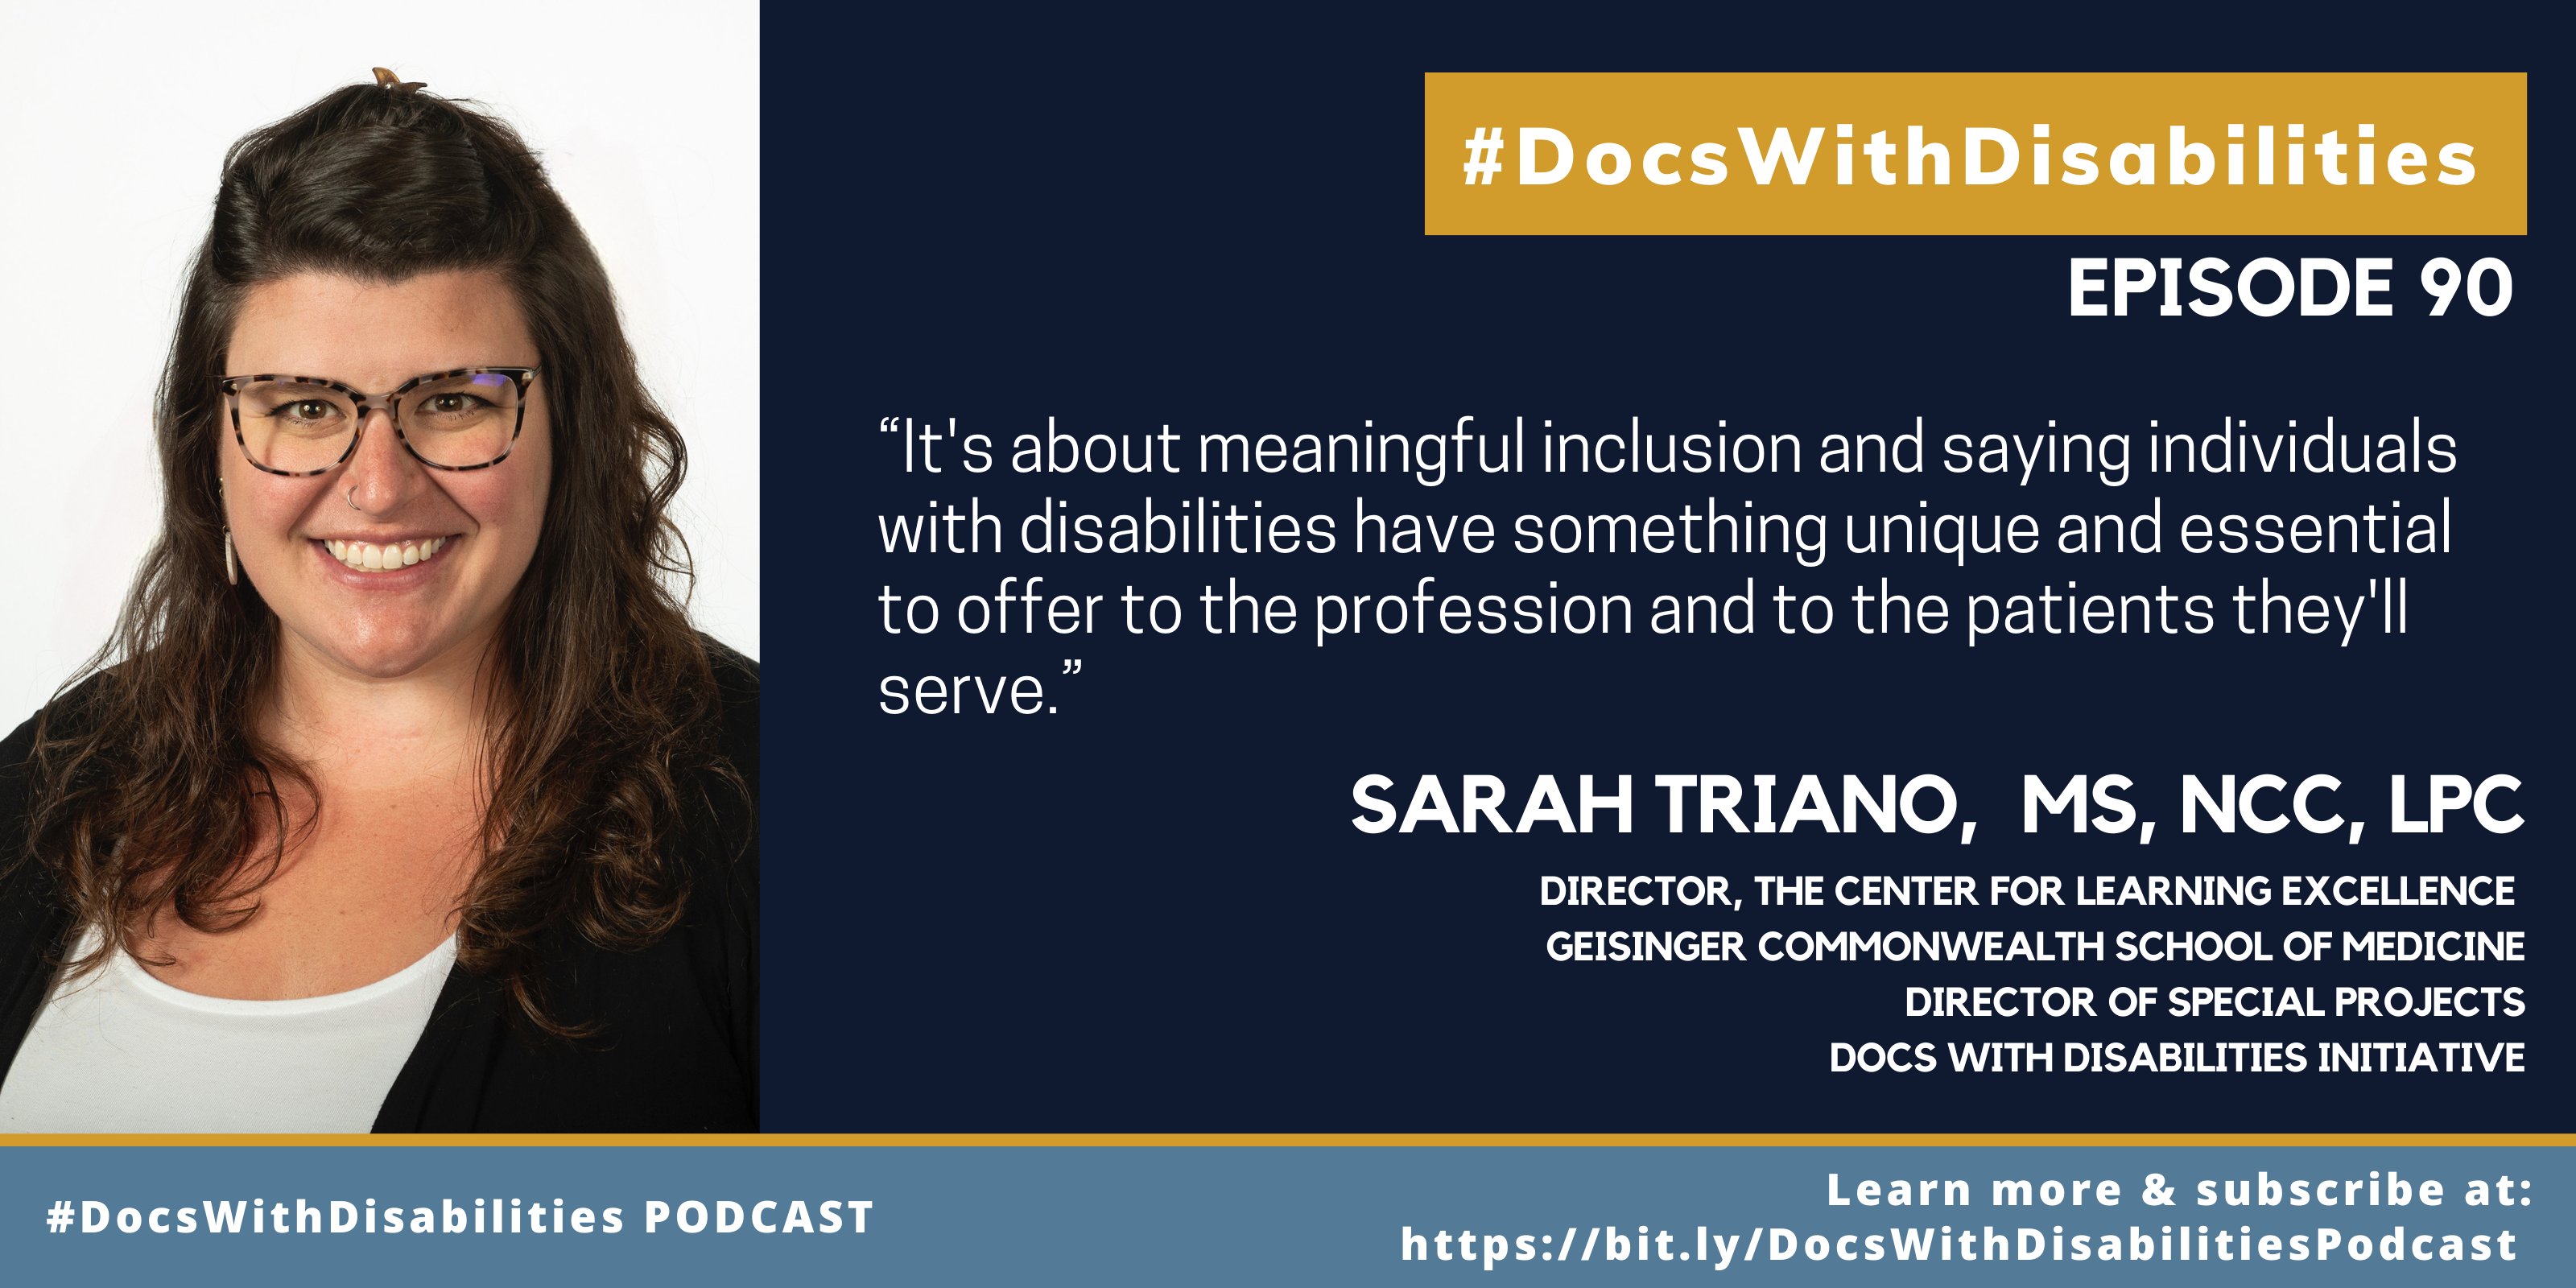 #DocsWithDisabilities
EPISODE 90
“It's about meaningful inclusion and saying individuals
with disabilities have something unique and essential
to offer to the profession and to the patients they'll
serve.”
SARAH TRIANO, MS, NCC, LPC
DIRECTOR, THE CENTER FOR LEARNING EXCELLENCE
GEISINGER COMMONWEALTH SCHOOL OF MEDICINE
DIRECTOR OF SPECIAL PROJECTS
DOCS WITH DISABILITIES INITIATIVE
#DocsWithDisabilities PODCAST
Learn more & subscribe at:
https://bit.ly/DocsWithDisabilitiesPodcast